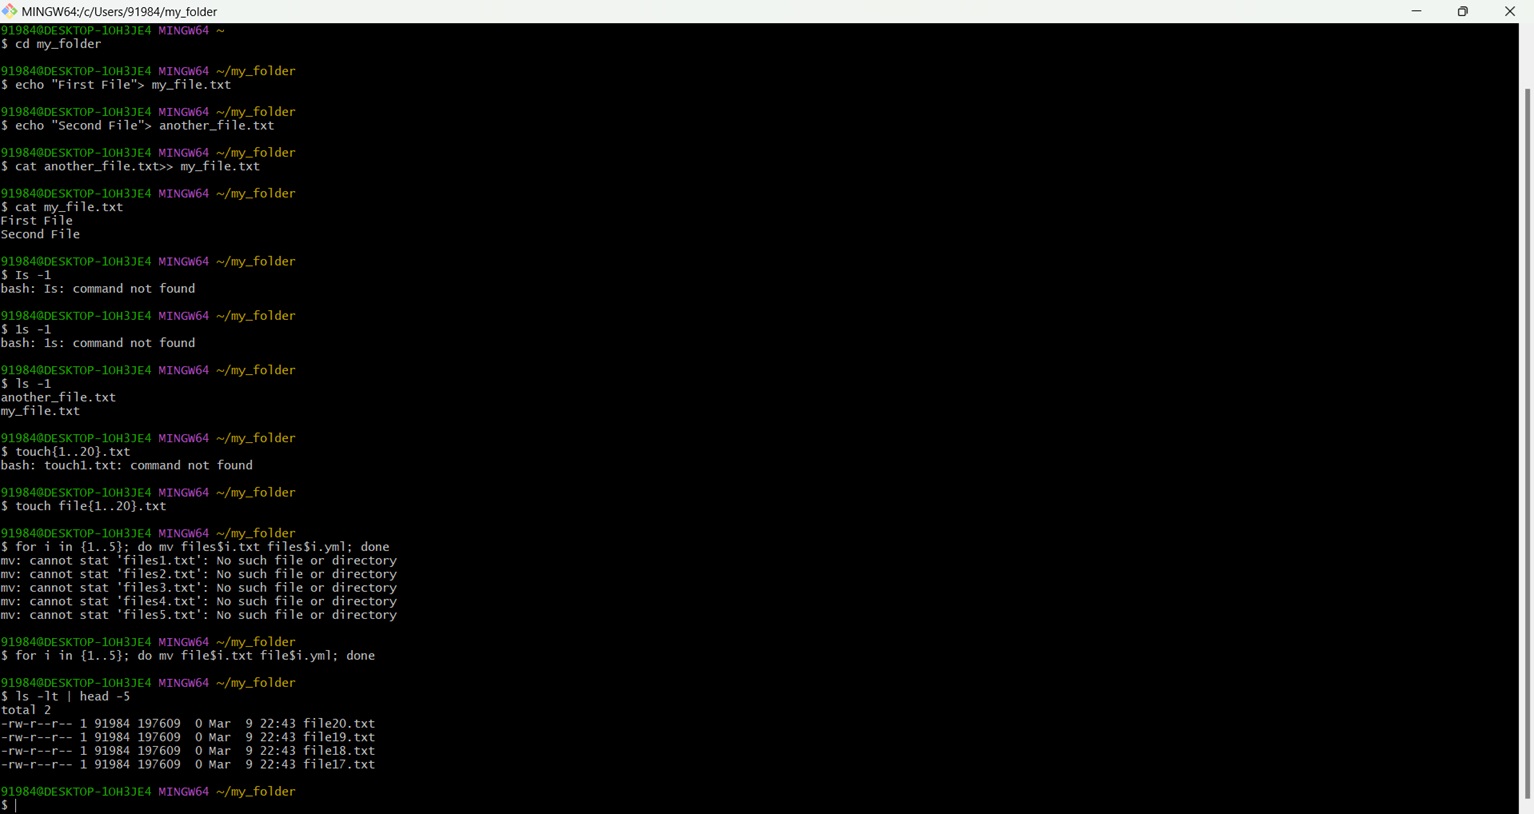 MINGW64:/c/Users/91984/my_folder
91984@DESKTOP-1OH3JE4 MINGW64 ~
$ cd my_folder
91984@DESKTOP-1OH3JE4 MINGW64 ~/my_folder
$ echo "First File"> my_file.txt
91984@DESKTOP-1OH3JE4 MINGW64 ~/my_folder
$ echo "Second File"> another_file.txt
91984@DESKTOP-1OH3JE4 MINGW64 ~/my_folder
$ cat another_file.txt>> my_file.txt
91984@DESKTOP-1OH3JE4 MINGW64 ~/my_folder
$ cat my_file.txt
First File
Second File
91984@DESKTOP-1OH3JE4 MINGW64 ~/my_folder
$ Is -1
bash: Is: command not found
91984@DESKTOP-1OH3JE4 MINGW64 ~/my_folder
$ 1s -1
bash: 1s: command not found
91984@DESKTOP-1OH3JE4 MINGW64 ~/my_folder
$ ls -1
another_file.txt
my_file.txt
91984@DESKTOP-1OH3JE4 MINGW64 ~/my_folder
$ touch{1..20}.txt
bash: touch1.txt: command not found
91984@DESKTOP-1OH3JE4 MINGW64 ~/my_folder
$ touch file{1..20}.txt
91984@DESKTOP-1OH3JE4 MINGW64 ~/my_folder
$ for i in {1..5}; do mv files$i.txt files$i.yml; done
mv: cannot stat 'files1.txt': No such file or directory
mv: cannot stat 'files2.txt': No such file or directory
mv: cannot stat 'files3.txt': No such file or directory
mv: cannot stat 'files4.txt': No such file or directory
mv: cannot stat 'files5.txt': No such file or directory
91984@DESKTOP-1OH3JE4 MINGW64 ~/my_folder
$ for i in {1..5}; do mv file$i.txt file$i.yml; done
91984@DESKTOP-1OH3JE4 MINGW64 ~/my_folder
$ ls -lt | head -5
total 2
-rw-r--r-- 1 91984 197609  0 Mar  9 22:43 file20.txt
-rw-r--r-- 1 91984 197609  0 Mar  9 22:43 file19.txt
-rw-r--r-- 1 91984 197609  0 Mar  9 22:43 file18.txt
-rw-r--r-- 1 91984 197609  0 Mar  9 22:43 file17.txt
91984@DESKTOP-1OH3JE4 MINGW64 ~/my_folder
$